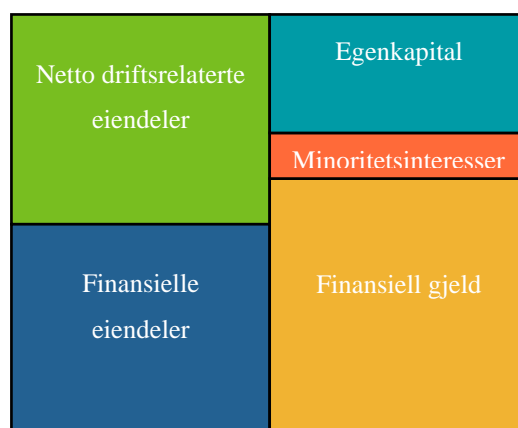 Netto driftsrelaterte
eiendeler
Finansielle
eiendeler
Egenkapital
Minoritetsinteresser
Finansiell gjeld